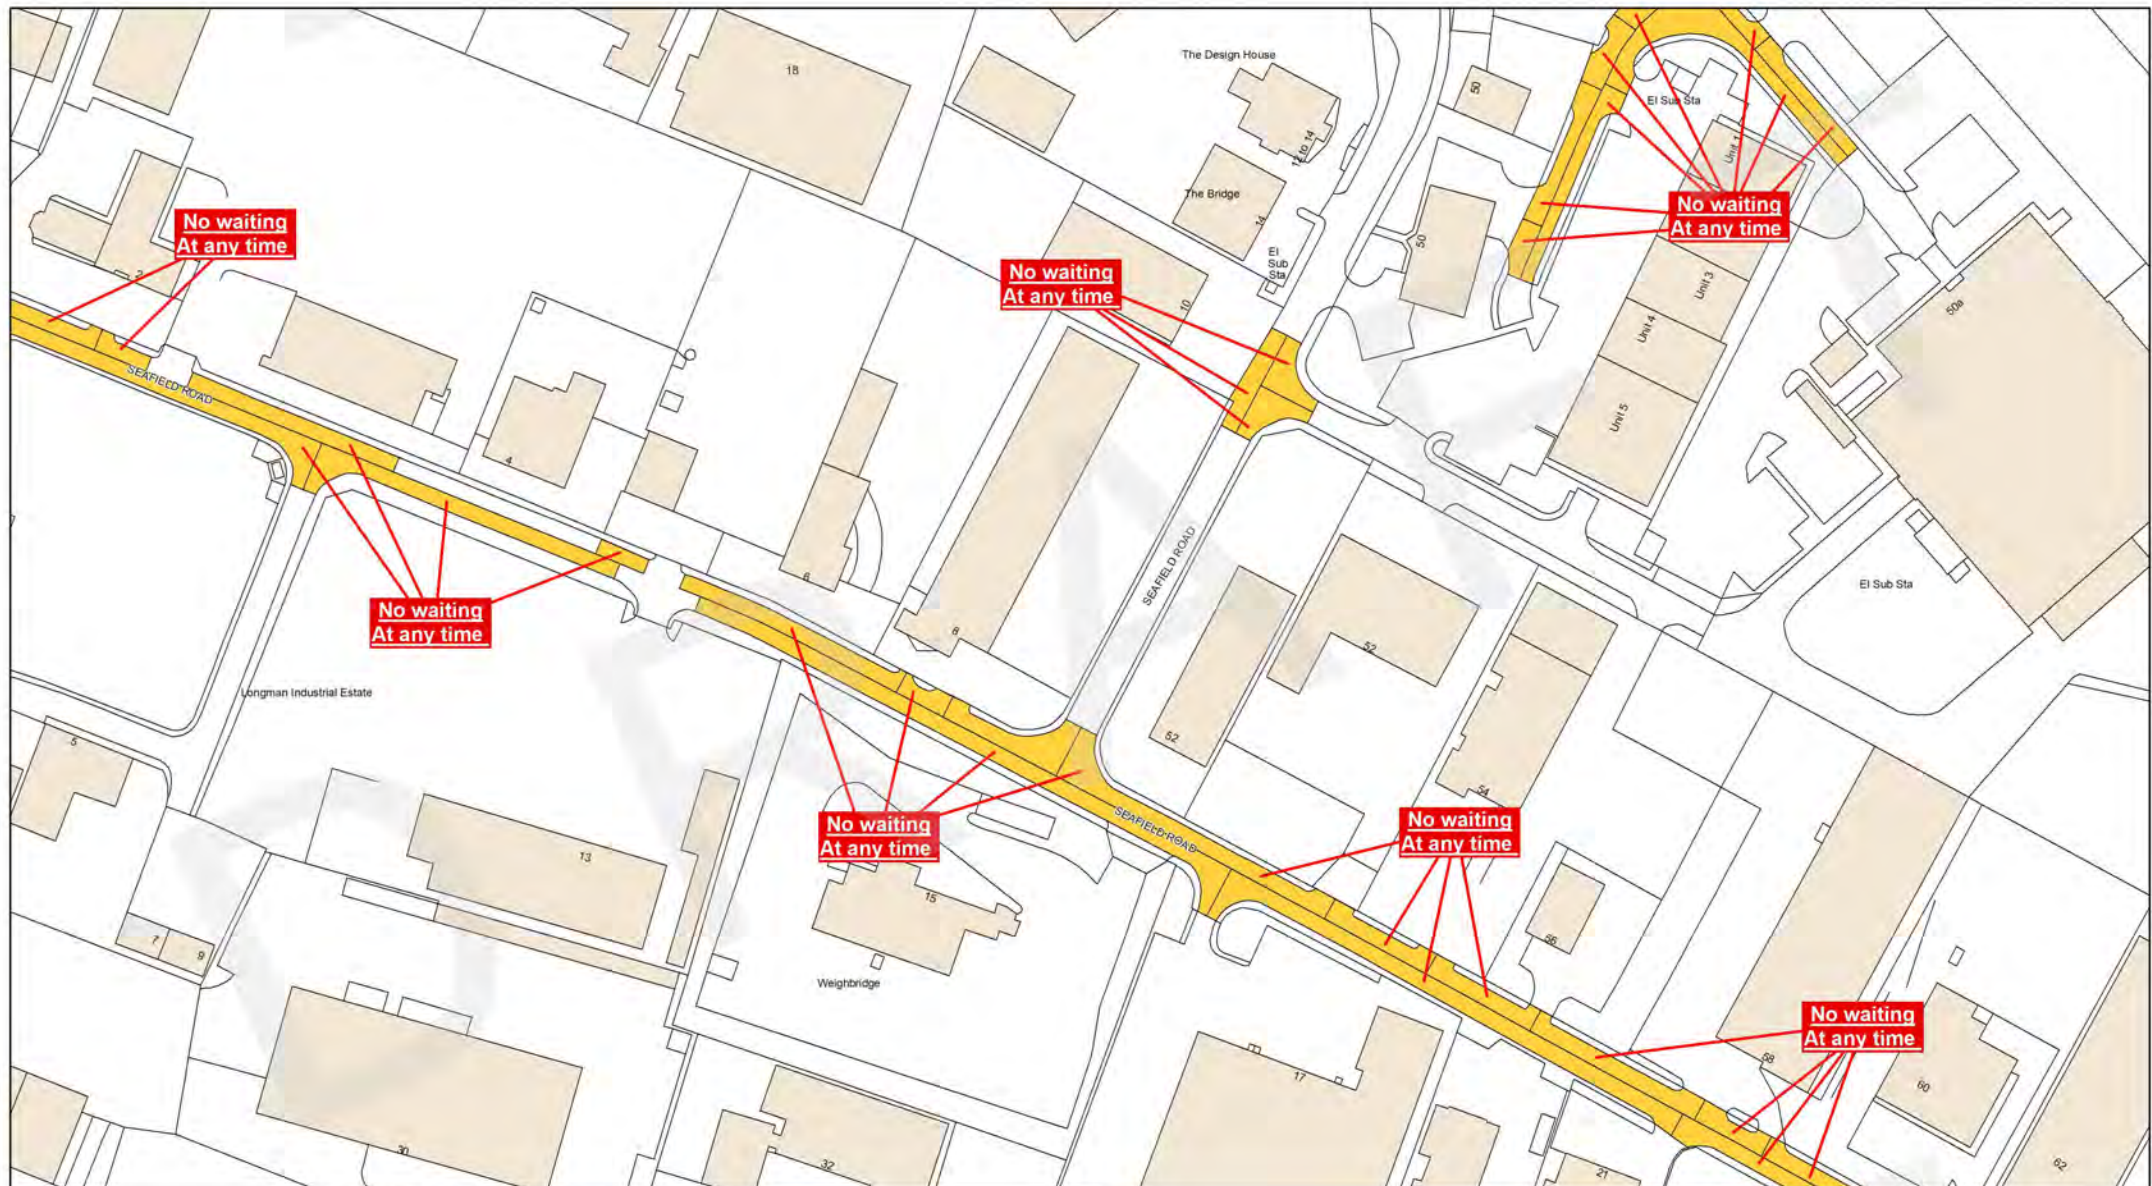 18
The Design House
50
El Sub Sta
12 to 14
Unit 1
The Bridge
14
No waiting
At any time
No waiting
At any time
50
El
Sub
Sta
No waiting
At any time
2
10
Unit 3
50a
Unit 4
SEAFIELD ROAD
Unit 5
4
SEAFIELD ROAD
6
El Sub Sta
No waiting
At any time
8
52
Longman Industrial Estate
5
52
54
No waiting
At any time
SEAFIELD ROAD
No waiting
At any time
13
15
7
9
56
Weighbridge
No waiting
At any time
58
60
17
30
32
21
62